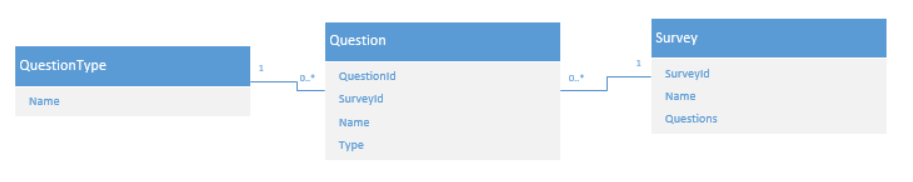 QuestionType
Name
1
0..*
Question
QuestionId
SurveyId
Name
Type
0..*
1
Survey
SurveyId
Name
Questions